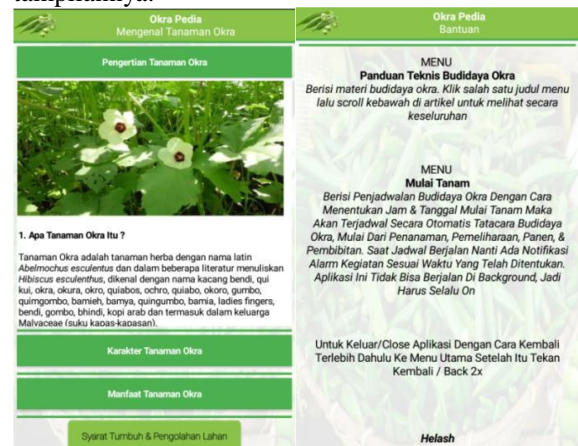 tampilannya.
Okra Pedia
Mengenal Tanaman Okra
Pengertian Tanaman Okra
1. Apa Tanaman Okra Itu ?
Tanaman Okra adalah tanaman herba dengan nama latin
Abelmochus esculentus dan dalam beberapa literatur menuliskan
Hibiscus esculenthus, dikenal dengan nama kacang bendi, qui
kui, okra, okura, okro, quiabos, ochro, quiabo, okoro, gumbo,
quimgombo, bamieh, bamya, quingumbo, bamia, ladies fingers,
bendi, gombo, bhindi, kopi arab dan termasuk dalam keluarga
Malvaceae (suku kapas-kapasan).
Karakter Tanaman Okra
Manfaat Tanaman Okra
Syarat Tumbuh & Pengolahan Lahan
Okra Pedia
Bantuan
MENU
Panduan Teknis Budidaya Okra
Berisi materi budidaya okra. Klik salah satu judul menu
lalu scroll kebawah di artikel untuk melihat secara
keseluruhan
MENU
Mulai Tanam
Berisi Penjadwalan Budidaya Okra Dengan Cara
Menentukan Jam & Tanggal Mulai Tanam Maka
Akan Terjadwal Secara Otomatis Tatacara Budidaya
Okra, Mulai Dari Penanaman, Pemeliharaan, Panen, &
Pembibitan. Saat Jadwal Berjalan Nanti Ada Notifikasi
Alarm Kegiatan Sesuai Waktu Yang Telah Ditentukan.
Aplikasi Ini Tidak Bisa Berjalan Di Background, Jadi
Harus Selalu On
Untuk Keluar/Close Aplikasi Dengan Cara Kembali
Terlebih Dahulu Ke Menu Utama Setelah Itu Tekan
Kembali / Back 2x
Helash